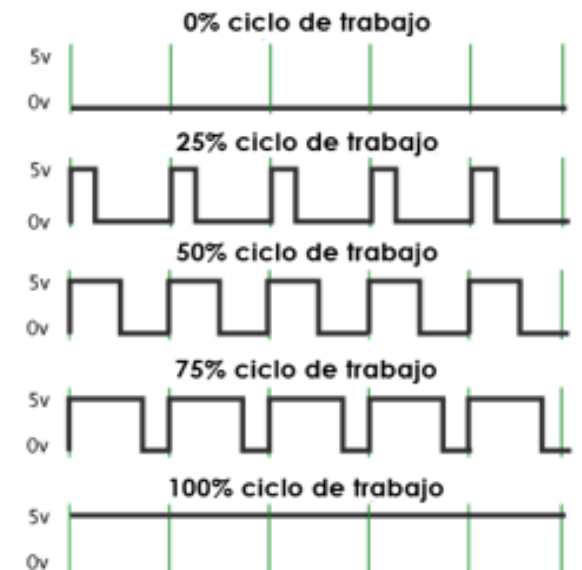 0% ciclo de trabajo
5v
0v
25% ciclo de trabajo
5v
0v
50% ciclo de trabajo
5v
0v
75% ciclo de trabajo
5v
0v
100% ciclo de trabajo
5v
0v